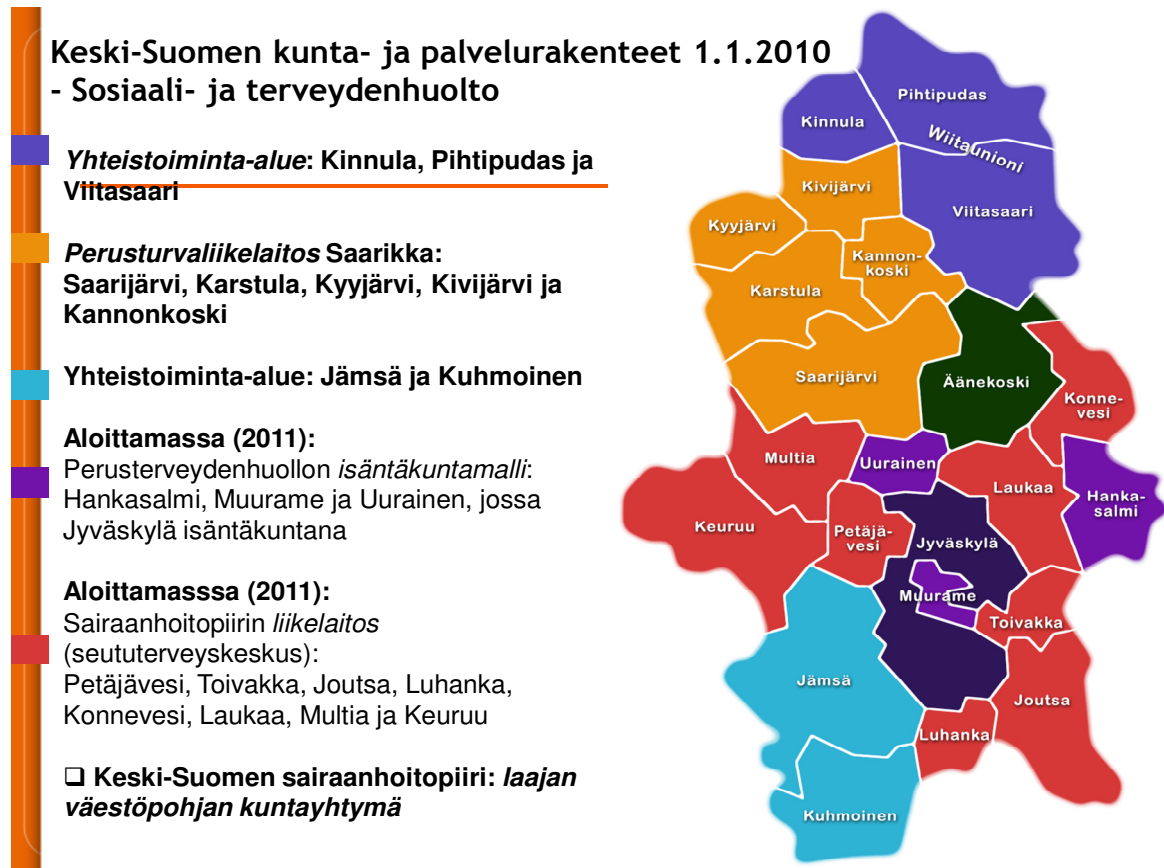 Keski-Suomen kunta- ja palvelurakenteet 1.1.2010
- Sosiaali- ja terveydenhuolto
Yhteistoiminta-alue: Kinnula, Pihtipudas ja
Viitasaari
Perusturvaliikelaitos Saarikka:
Saarijärvi, Karstula, Kyyjärvi, Kivijärvi ja
Kannonkoski
Yhteistoiminta-alue: Jämsä ja Kuhmoinen
Aloittamassa (2011):
Perusterveydenhuollon isäntäkuntamalli:
Hankasalmi, Muurame ja Uurainen, jossa
Jyväskylä isäntäkuntana
Aloittamasssa (2011):
Sairaanhoitopiirin liikelaitos
(seututerveyskeskus):
Petäjävesi, Toivakka, Joutsa, Luhanka,
Konnevesi, Laukaa, Multia ja Keuruu
❑ Keski-Suomen sairaanhoitopiiri: laajan
väestöpohjan kuntayhtymä
Pihtipudas
Kinnula
Wiitaunioni
Kivijärvi
Viitasaari
Kyyjärvi
Kannon-
koski
Karstula
Saarijärvi
Äänekoski
Konne-
vesi
Multia
Uurainen
Laukaa
Hanka-
salmi
Keuruu
Petäjä-
vesi
Jyväskylä
Muurame
Toivakka
Jämsä
Joutsa
Luhanka
Kuhmoinen